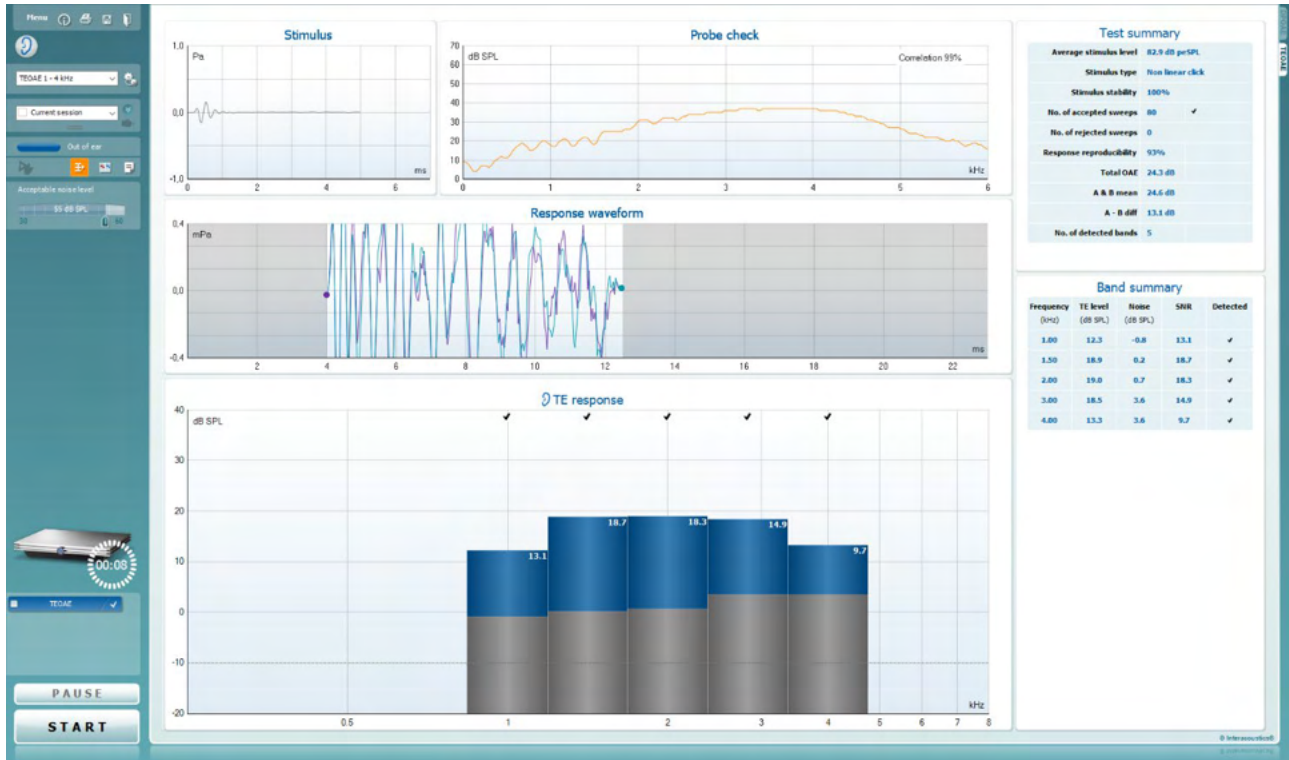 Menu
TEOAE 1 - 4 kHz
Current session
Out of ear
Acceptable noise level
55 dB SPL
30 60
00:08
TEOAE
PAUSE
START
Stimulus
Pa
1,0
0,0
-1,0
0 2 4 6
ms
Probe check
dB SPL
Correlation 99%
70
60
50
40
30
20
10
0
0 1 2 3 4 5 6
kHz
Response waveform
mPa
0,4
0,0
-0,4
2 4 6 8 10 12 14 16 18 20 22
ms
TE response
dB SPL
40
30
20
10
0
-10
-20
13.1 18.7 18.3 14.9 9.7
kHz
0.5 1 2 3 4 5 6 7 8
Test summary
Average stimulus level 82,9 dB peSPL
Stimulus type Non linear click
Stimulus stability 100%
No. of accepted sweeps 80 ✓
No. of rejected sweeps 0
Response reproducibility 93%
Total OAE 24.3 dB
A & B mean 24.6 dB
A - B diff 13.1 dB
No. of detected bands 5
Band summary
Frequency TE level Noise SNR Detected
(kHz) (dB SPL) (dB SPL)
1.00 12.3 -0.8 13.1 ✓
1.50 18.9 0.2 18.7 ✓
2.00 19.0 0.7 18.3 ✓
3.00 18.5 3.6 14.9 ✓
4.00 13.3 3.6 9.7 ✓
TEOAE
© Interacoustics®